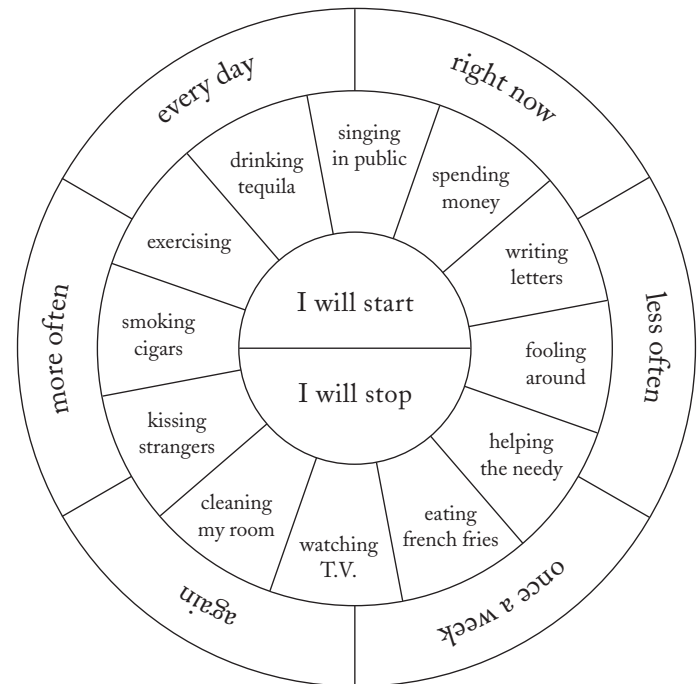 every day
right now
less often
once a week
again
more often
singing
in public
spending
money
writing
letters
fooling
around
helping
the needy
eating
french fries
watching
T.V.
cleaning
my room
kissing
strangers
smoking
cigars
exercising
drinking
tequila
I will start
I will stop